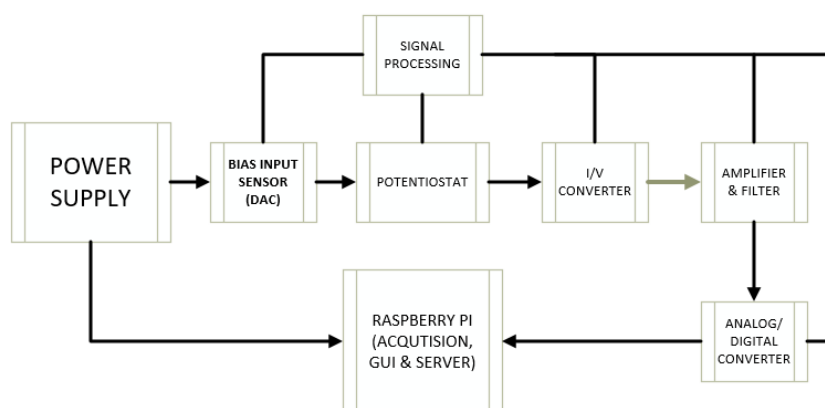 SIGNAL
PROCESSING
POWER
SUPPLY
BIAS INPUT
SENSOR
(DAC)
POTENTIOSTAT
I/V
CONVERTER
AMPLIFIER
& FILTER
RASPBERRY PI
(ACQUTISION,
GUI & SERVER)
ANALOG/
DIGITAL
CONVERTER